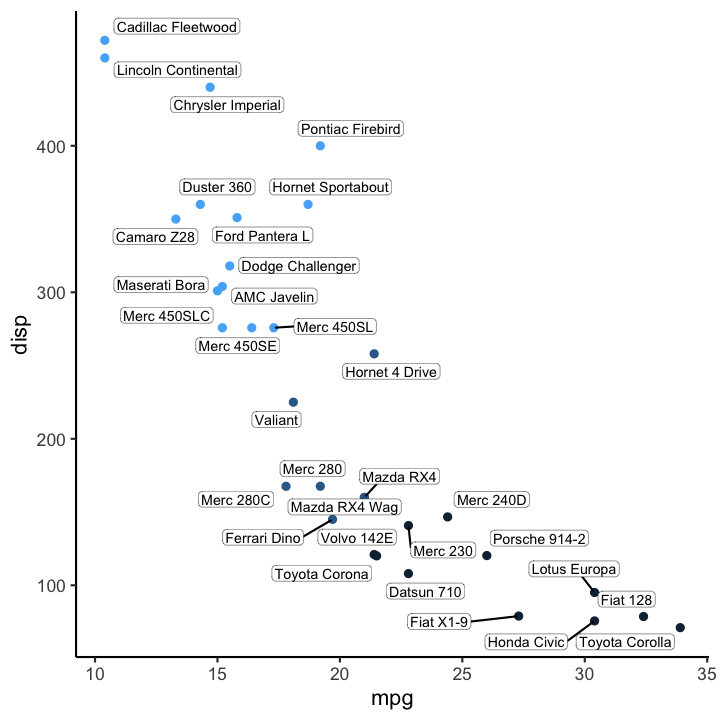 Cadillac Fleetwood
Lincoln Continental
Chrysler Imperial
Pontiac Firebird
400
Duster 360
Hornet Sportabout
Camaro Z28
Ford Pantera L
Dodge Challenger
Maserati Bora
AMC Javelin
300
Merc 450SLC
Merc 450SL
Merc 450SE
disp
Hornet 4 Drive
Valiant
200
Merc 280
Mazda RX4
Merc 280C
Mazda RX4 Wag
Merc 240D
Ferrari Dino
Volvo 142E
Merc 230
Porsche 914-2
Toyota Corona
Lotus Europa
100
Datsun 710
Fiat 128
Fiat X1-9
Honda Civic
Toyota Corolla
10 15 20 25 30 35
mpg